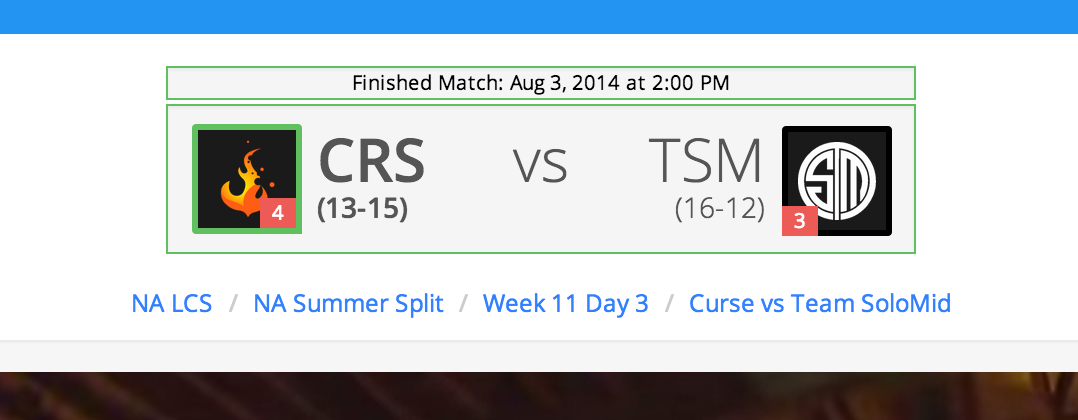 Finished Match: Aug 3, 2014 at 2:00 PM
CRS vs TSM
(13-15) (16-12)
4 3
NA LCS / NA Summer Split / Week 11 Day 3 / Curse vs Team SoloMid